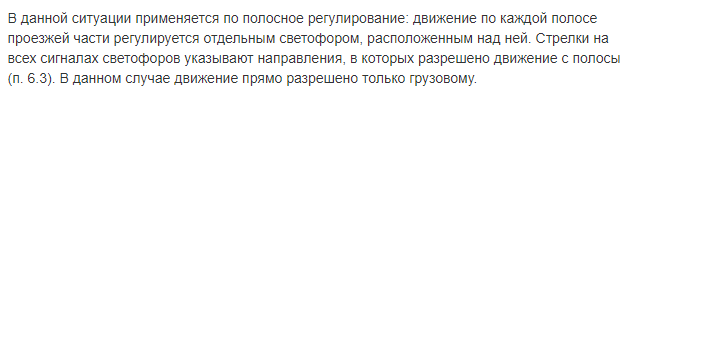 В данной ситуации применяется по полосное регулирование: движение по каждой полосе
проезжей части регулируется отдельным светофором, расположенным над ней. Стрелки на
всех сигналах светофоров указывают направления, в которых разрешено движение с полосы
(п. 6.3). В данном случае движение прямо разрешено только грузовому.